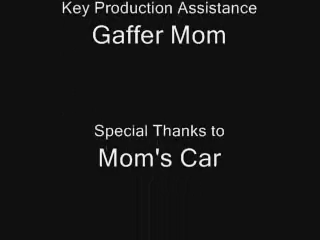 Key Production Assistance
Gaffer Mom
Special Thanks to
Mom's Car